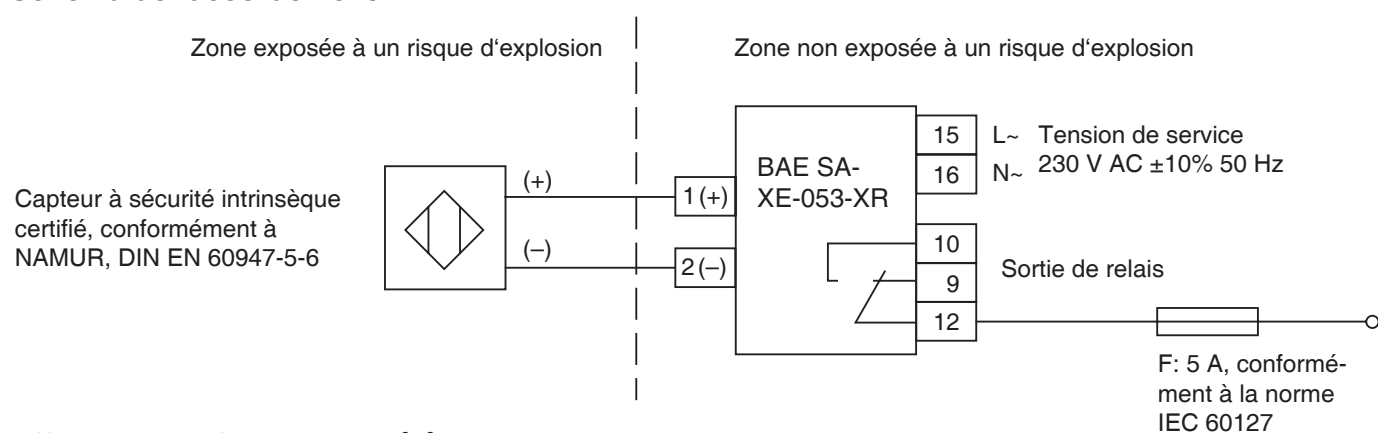 Zone exposée à un risque d‘explosion
Zone non exposée à un risque d‘explosion
Capteur à sécurité intrinsèque
certifié, conformément à
NAMUR, DIN EN 60947-5-6
(+)
(–)
1 (+)
2 (–)
BAE SA-
XE-053-XR
15
16
L~
N~
Tension de service
230 V AC ±10% 50 Hz
10
9
12
Sortie de relais
F: 5 A, conformé-
ment à la norme
IEC 60127